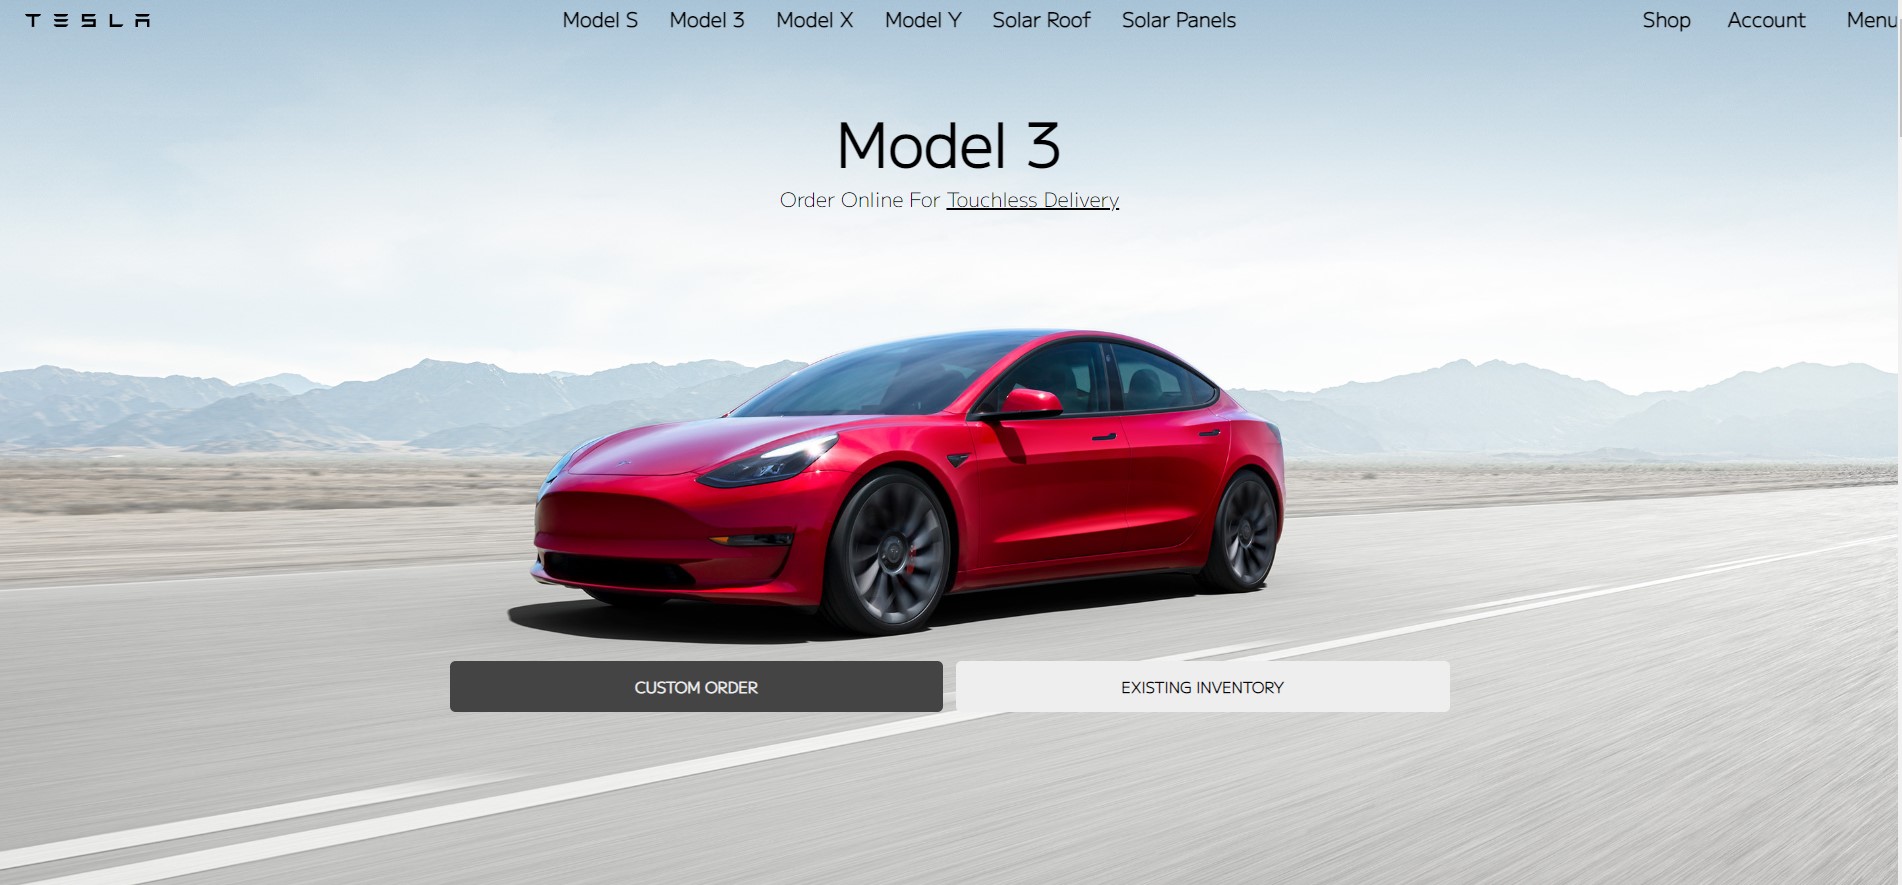 TESLA Model S Model 3 Model X Model Y Solar Roof Solar Panels Shop Account Menu
Model 3
Order Online For Touchless Delivery
CUSTOM ORDER EXISTING INVENTORY